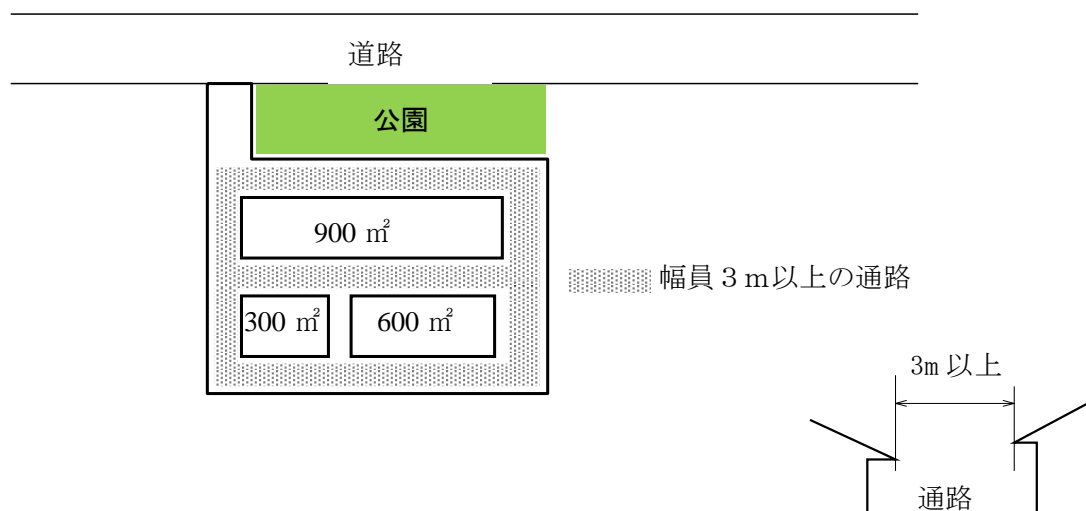 道路
公園
900 ㎡
幅員３ｍ以上の通路
300 ㎡
600 ㎡
3m 以上
通路